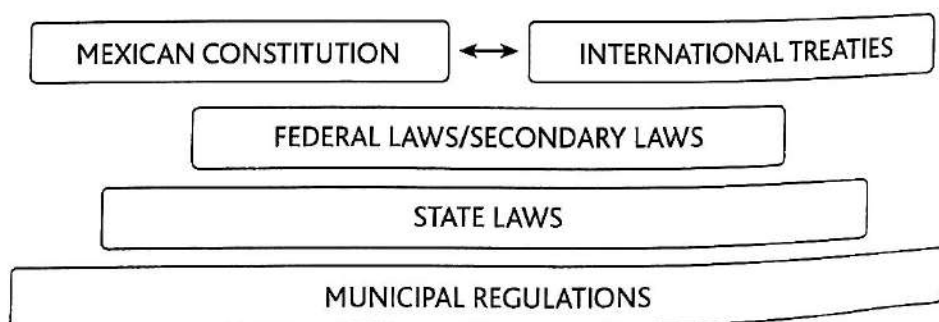 MEXICAN CONSTITUTION
INTERNATIONAL TREATIES
FEDERAL LAWS/SECONDARY LAWS
STATE LAWS
MUNICIPAL REGULATIONS